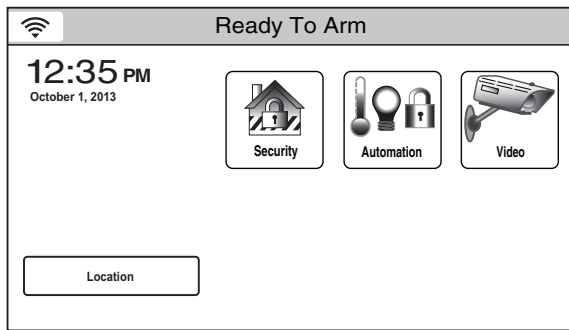 Ready To Arm
12:35 PM
October 1, 2013
Security
Automation
Video
Location